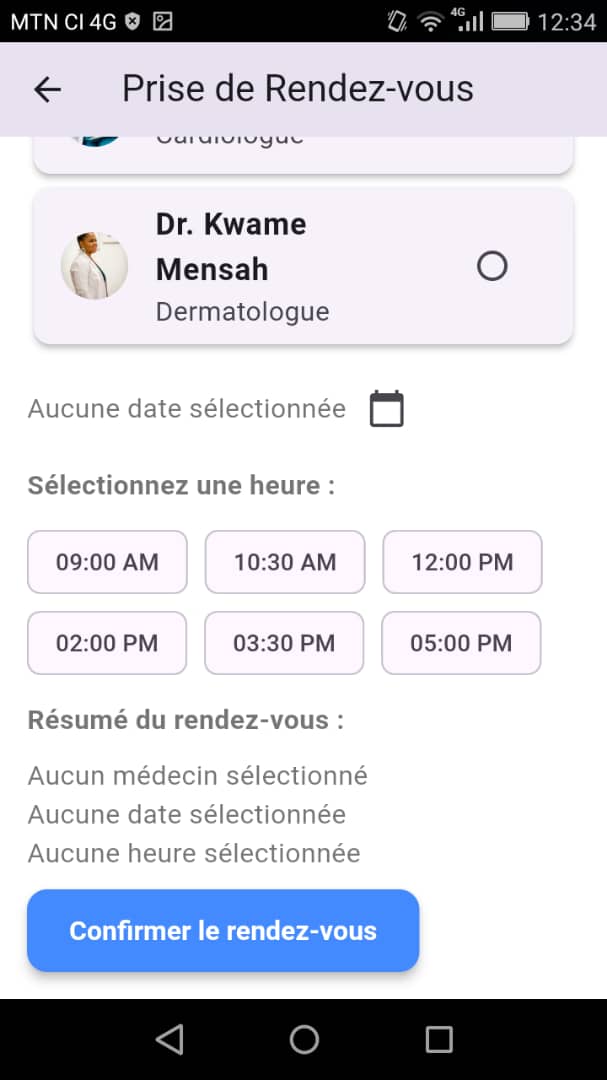 MTN CI 4G 4G 12:34
Prise de Rendez-vous
Cardiologue
Dr. Kwame
Mensah
Dermatologue
Aucune date sélectionnée
Sélectionnez une heure :
09:00 AM 10:30 AM 12:00 PM
02:00 PM 03:30 PM 05:00 PM
Résumé du rendez-vous :
Aucun médecin sélectionné
Aucune date sélectionnée
Aucune heure sélectionnée
Confirmer le rendez-vous